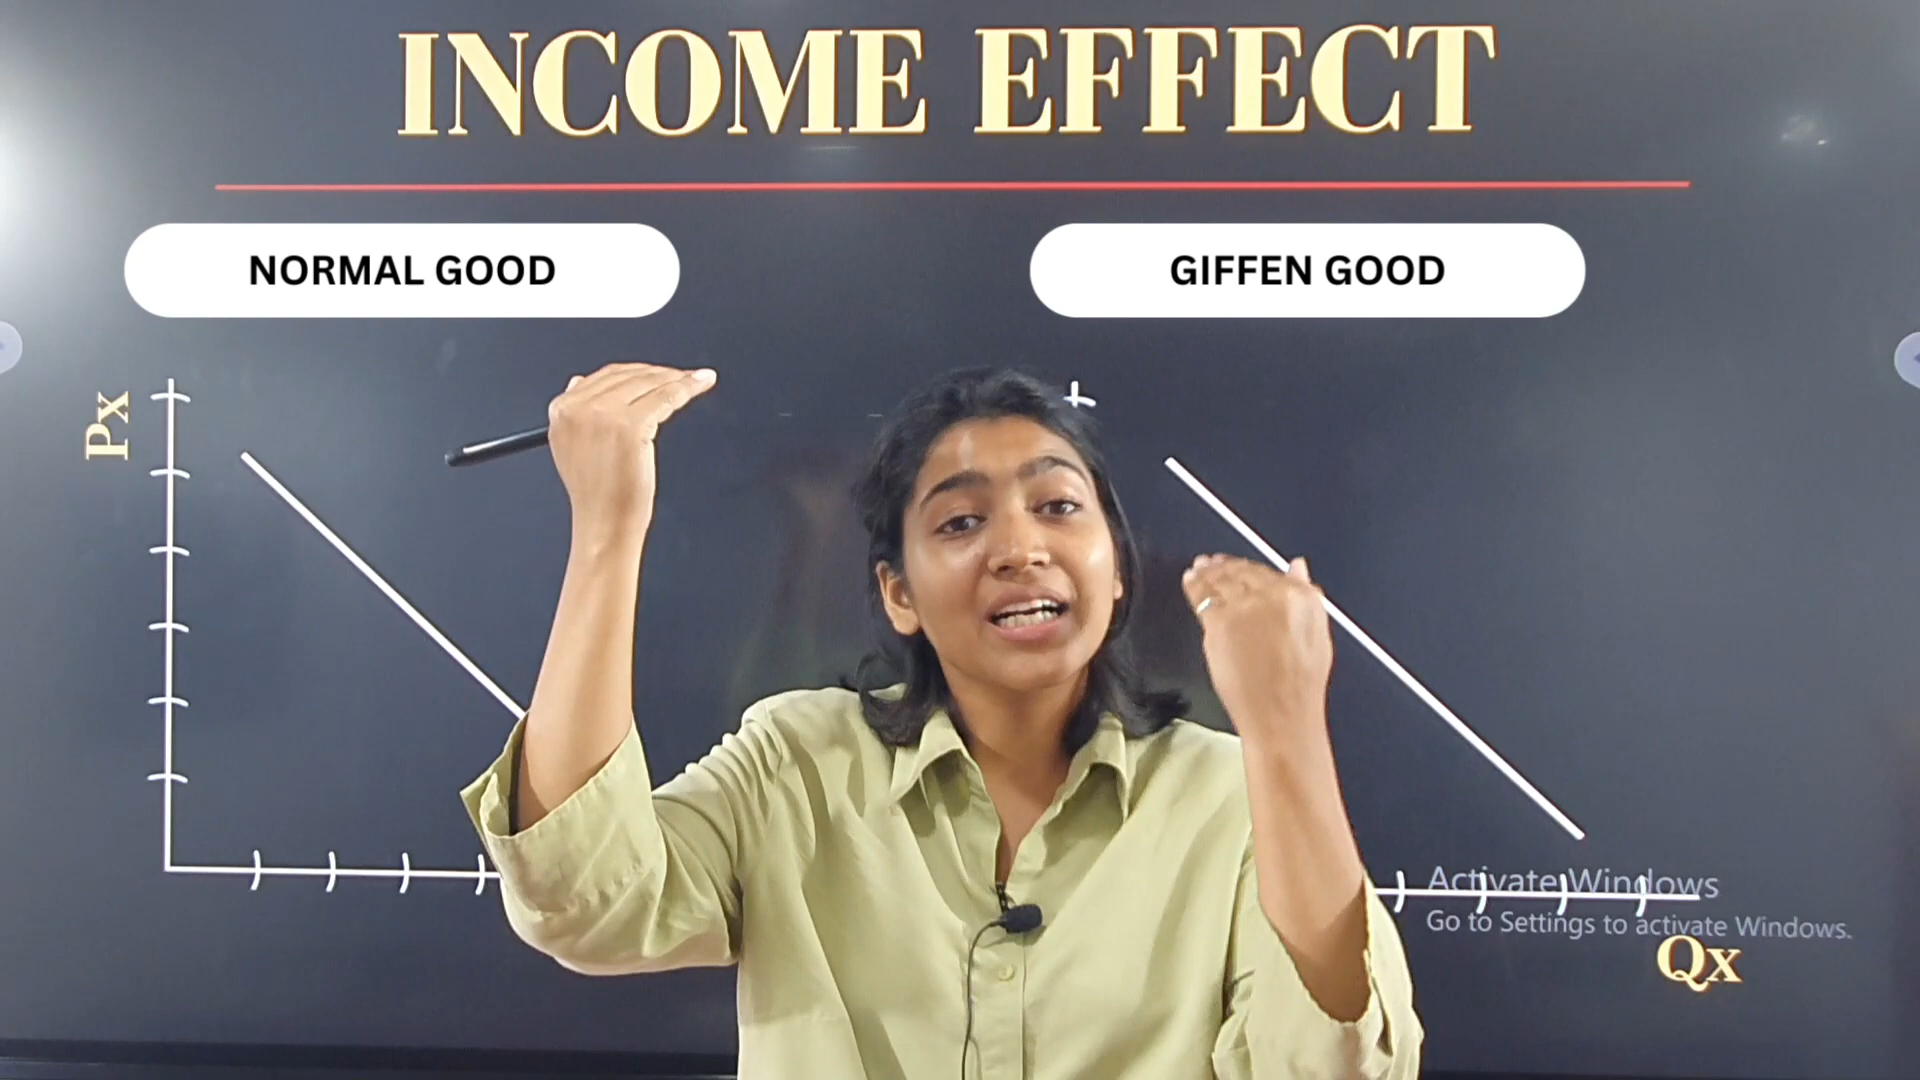 INCOME EFFECT
NORMAL GOOD
GIFFEN GOOD
Px
Activate Windows
Go to Settings to activate Windows.
Qx